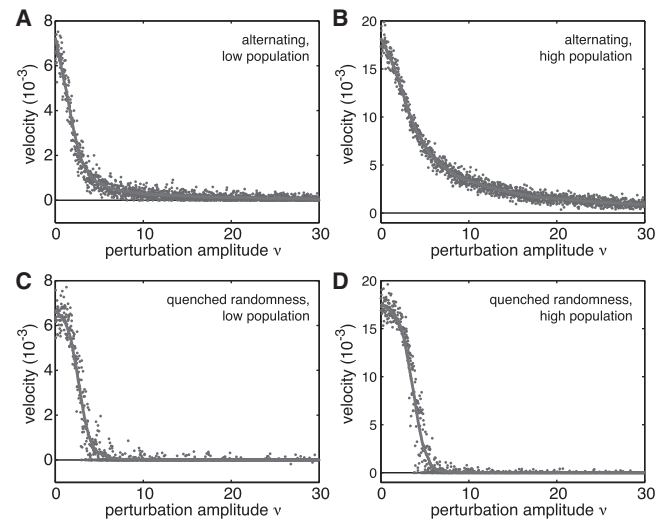 A
8
6
4
2
0
velocity (10⁻³)
alternating,
low population
0 10 20 30
perturbation amplitude ν
B
20
15
10
5
0
velocity (10⁻³)
alternating,
high population
0 10 20 30
perturbation amplitude ν
C
8
6
4
2
0
velocity (10⁻³)
quenched randomness,
low population
0 10 20 30
perturbation amplitude ν
D
20
15
10
5
0
velocity (10⁻³)
quenched randomness,
high population
0 10 20 30
perturbation amplitude ν